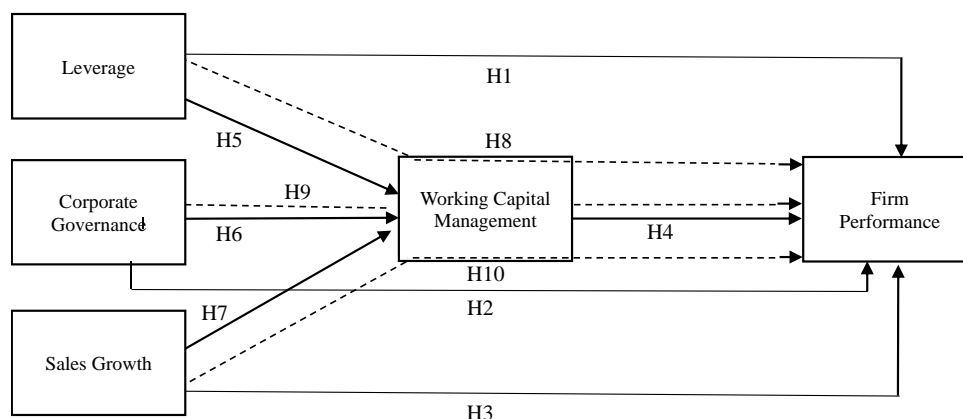 Leverage
H1
H5
H8
Corporate
Governance
H9
H6
Working Capital
Management
H4
Firm
Performance
H10
H7
H2
Sales Growth
H3